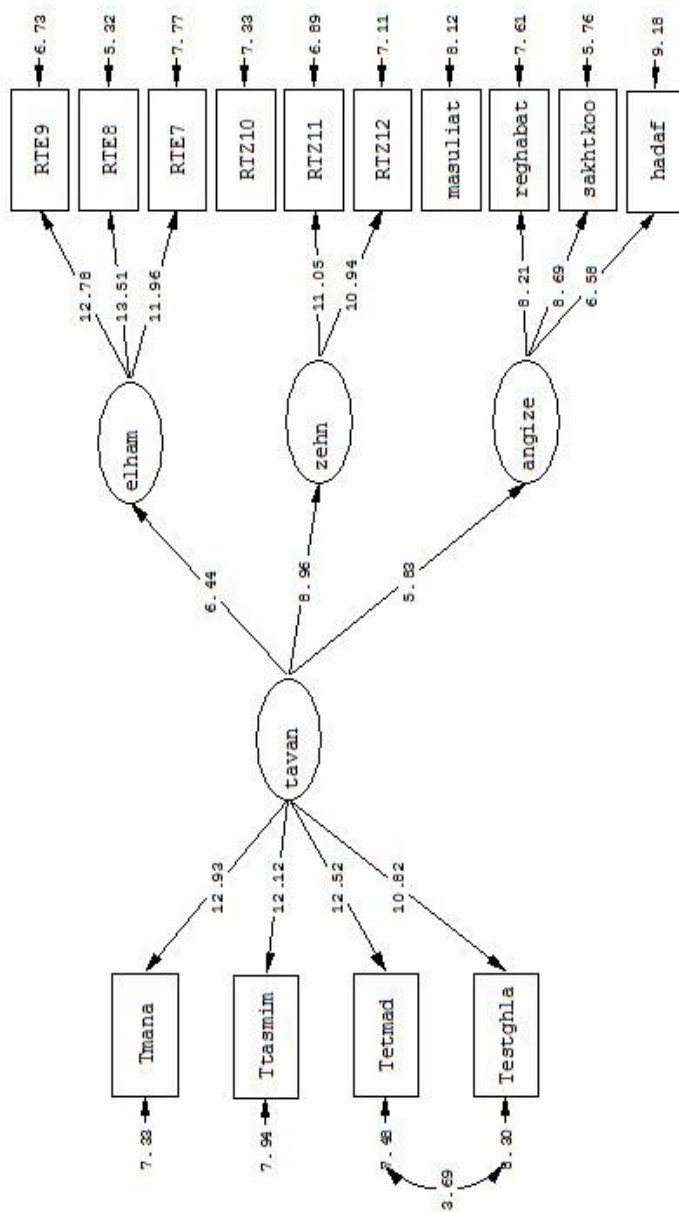 3.69
8.30
7.48
7.94
7.33
Testghla
Tetmad
Ttasmim
Tmana
10.82
12.52
12.12
12.93
tavan
5.83
8.96
6.44
angize
zehn
elham
6.58
8.69
8.21
10.94
11.05
11.96
13.51
12.78
hadaf
sakhtkoo
reghabat
masuliat
RTZ12
RTZ11
RTZ10
RTE7
RTE8
RTE9
9.18
5.76
7.61
8.12
7.11
6.89
7.33
7.77
5.32
6.73